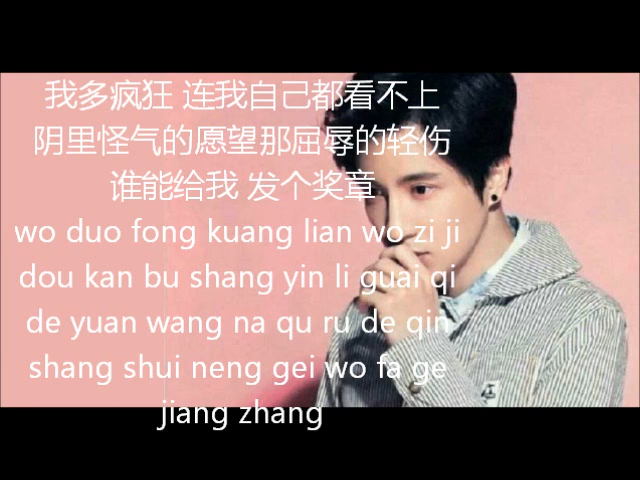 我多疯狂 连我自己都看不上
阴里怪气的愿望那屈辱的轻伤
谁能给我 发个奖章
wo duo fong kuang lian wo zi ji
dou kan bu shang yin li guai qi
de yuan wang na qu ru de qin
shang shui neng gei wo fa ge
jiang zhang